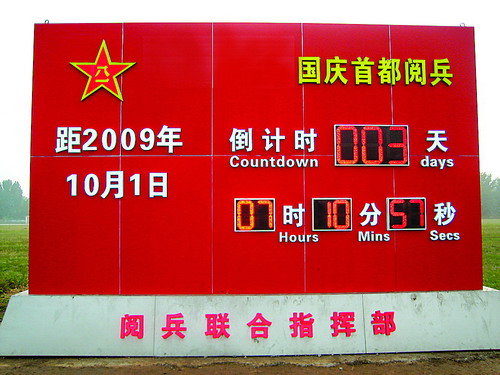 八一
国庆首都阅兵
距2009年
10月1日
倒计时 003 天
Countdown days
07 时 10 分 57 秒
Hours Mins Secs
阅兵联合指挥部